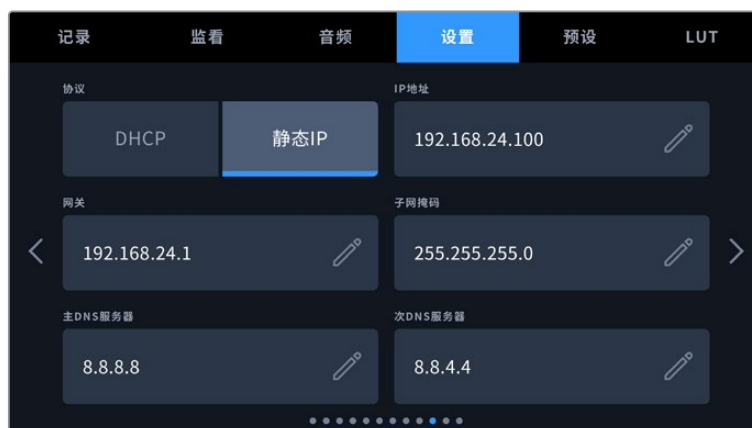 记录 监看 音频 设置 预设 LUT
协议 IP地址
DHCP 静态IP 192.168.24.100
网关 子网掩码
192.168.24.1 255.255.255.0
主DNS服务器 次DNS服务器
8.8.8.8 8.8.4.4